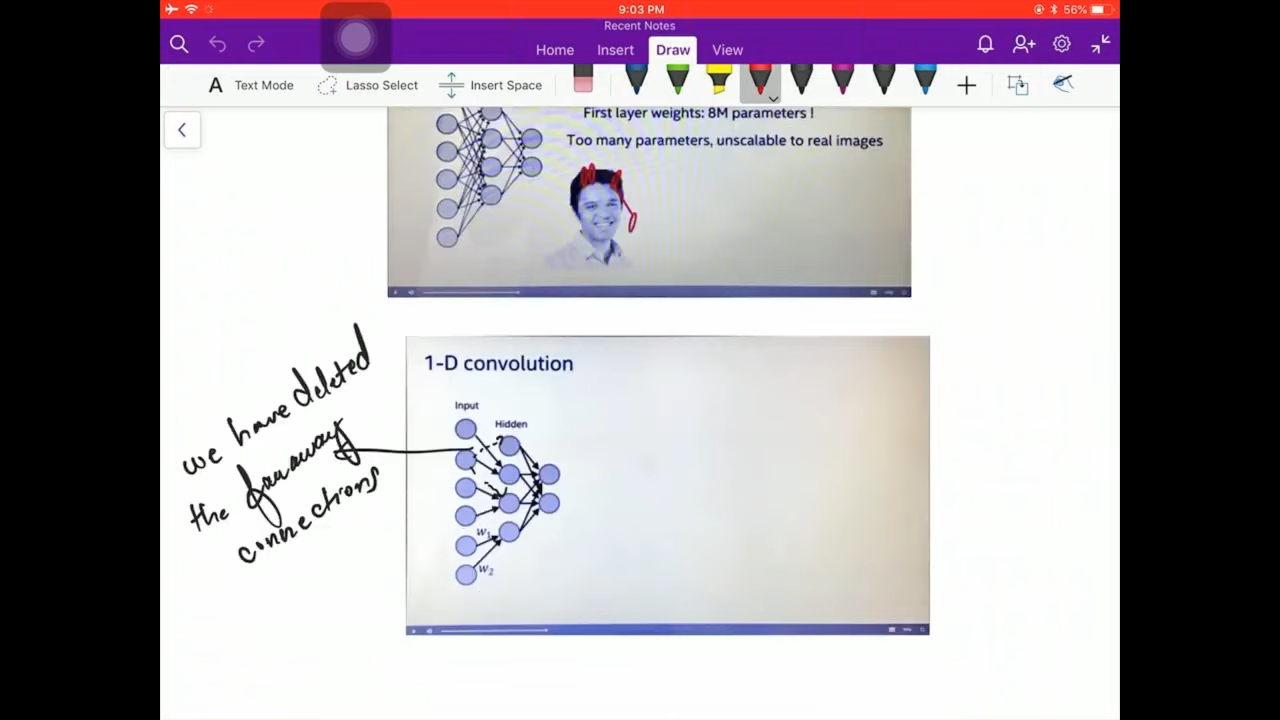 9:03 PM
56%
Recent Notes
Home Insert Draw View
A Text Mode Lasso Select Insert Space
First layer weights: 8M parameters !
Too many parameters, unscalable to real images
we have deleted
the faraway
connections
1-D convolution
Input
Hidden
w1
w2